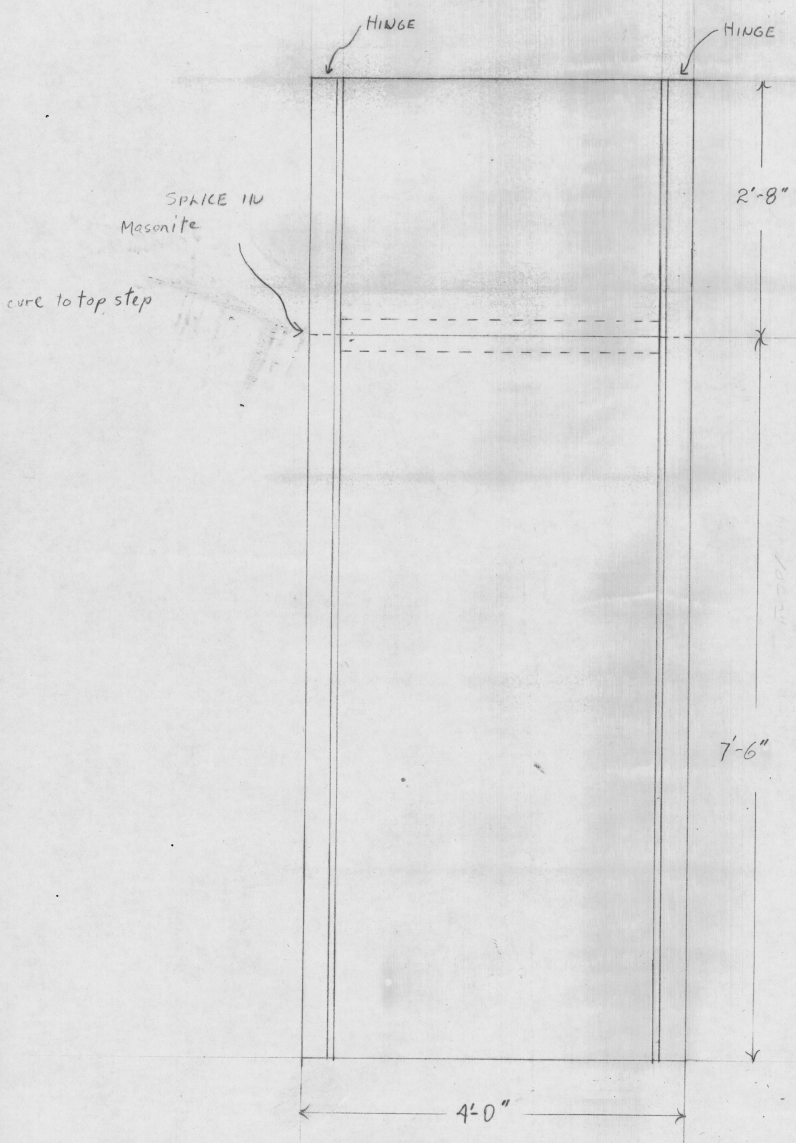 HINGE
HINGE
2'-8"
SPLICE IN
Masonite
cure to top step
7'-6"
4'-0"